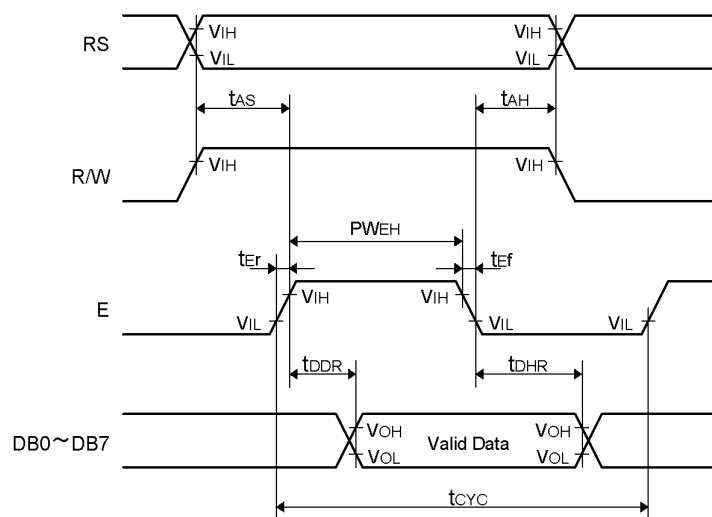 RS
VIH
VIL
VIH
VIL
tAS
tAH
R/W
VIH
VIH
PWEH
tEr
tEf
E
VIH
VIH
VIL
VIL
VIL
tDDR
tDHR
DB0～DB7
VOH
VOL
Valid Data
VOH
VOL
tCYC